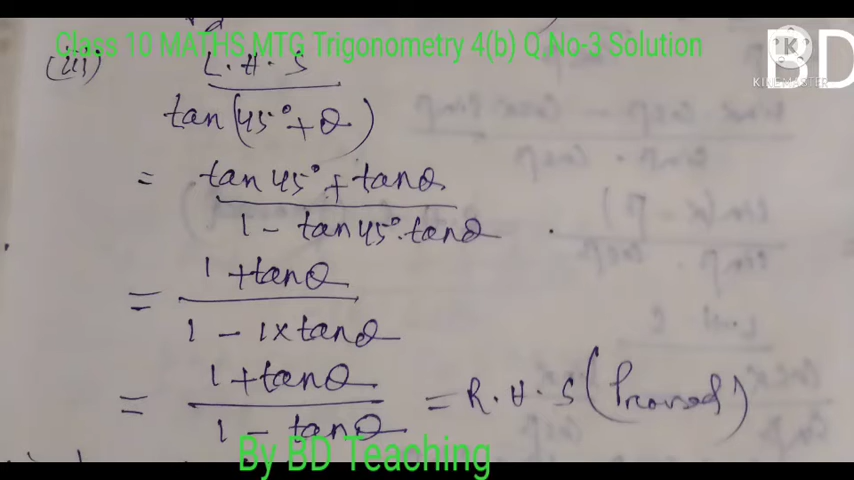 Class 10 MATHS MTG Trigonometry 4(b) Q.No-3 Solution
BD
K
KINEMASTER
(iii) L.H.S
tan(45°+θ)
= tan45°+tanθ
1 - tan45°.tanθ
= 1+tanθ
1 - 1×tanθ
= 1+tanθ
1 - tanθ
= R.H.S (Proved)
By BD Teaching